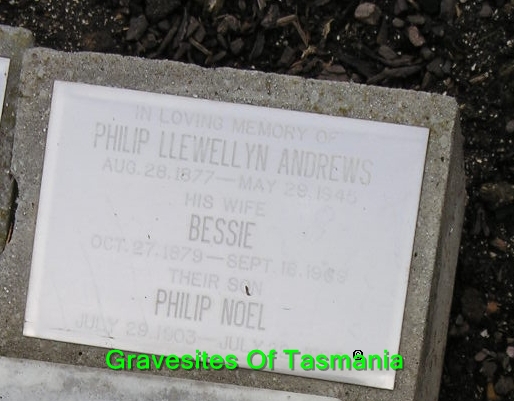 IN LOVING MEMORY OF
PHILIP LLEWELLYN ANDREWS
AUG. 28, 1877 — MAY 28, 1945
HIS WIFE
BESSIE
OCT. 27, 1879 — SEPT 16, 1969
THEIR SON
PHILIP NOEL
JULY 29, 1903 — JULY
Gravesites Of Tasmania